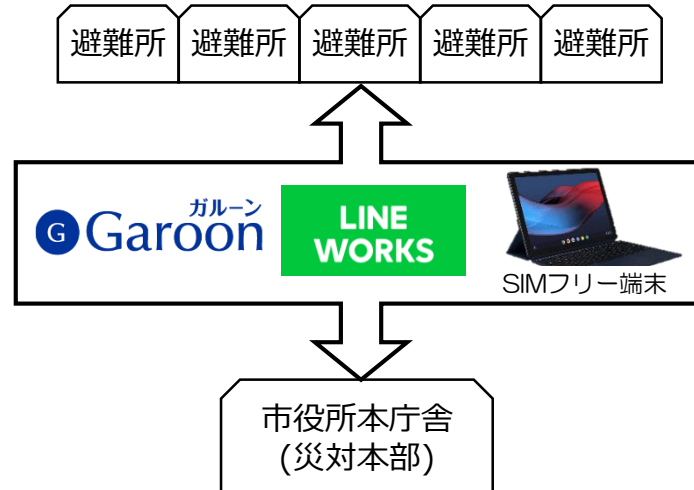 避難所 避難所 避難所 避難所 避難所
ガルーン
G Garoon
LINE
WORKS
SIMフリー端末
市役所本庁舎
(災対本部)